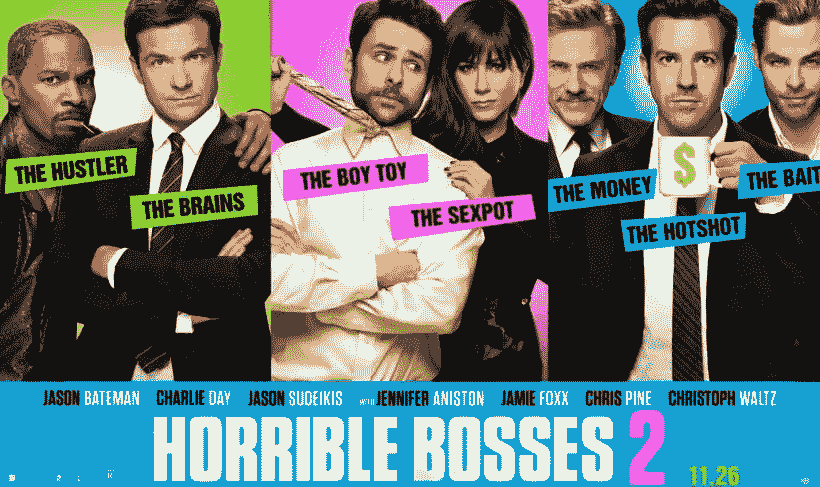 THE HUSTLER
THE BRAINS
THE BOY TOY
THE SEXPOT
THE MONEY
$
THE HOTSHOT
THE BAIT
JASON BATEMAN CHARLIE DAY JASON SUDEIKIS WITH JENNIFER ANISTON JAMIE FOXX CHRIS PINE CHRISTOPH WALTZ
HORRIBLE BOSSES 2
11.26